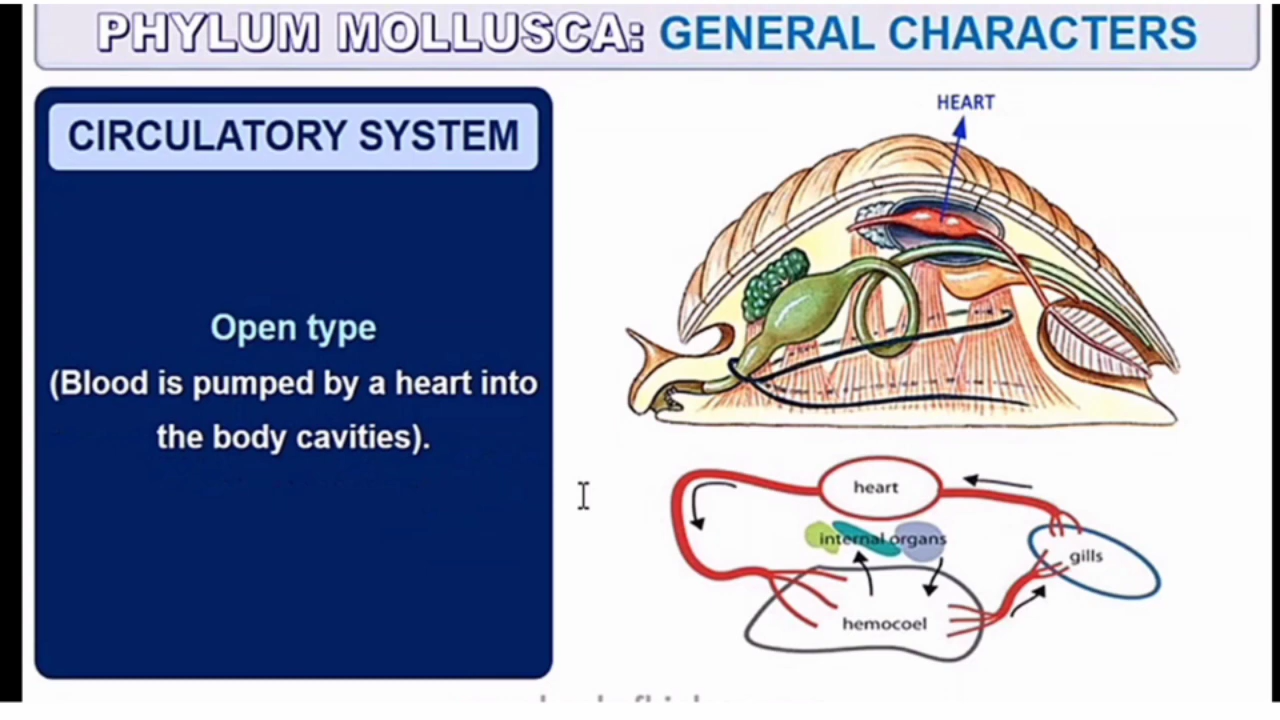 PHYLUM MOLLUSCA: GENERAL CHARACTERS
CIRCULATORY SYSTEM
Open type
(Blood is pumped by a heart into
the body cavities).
HEART
heart
internal organs
gills
hemocoel